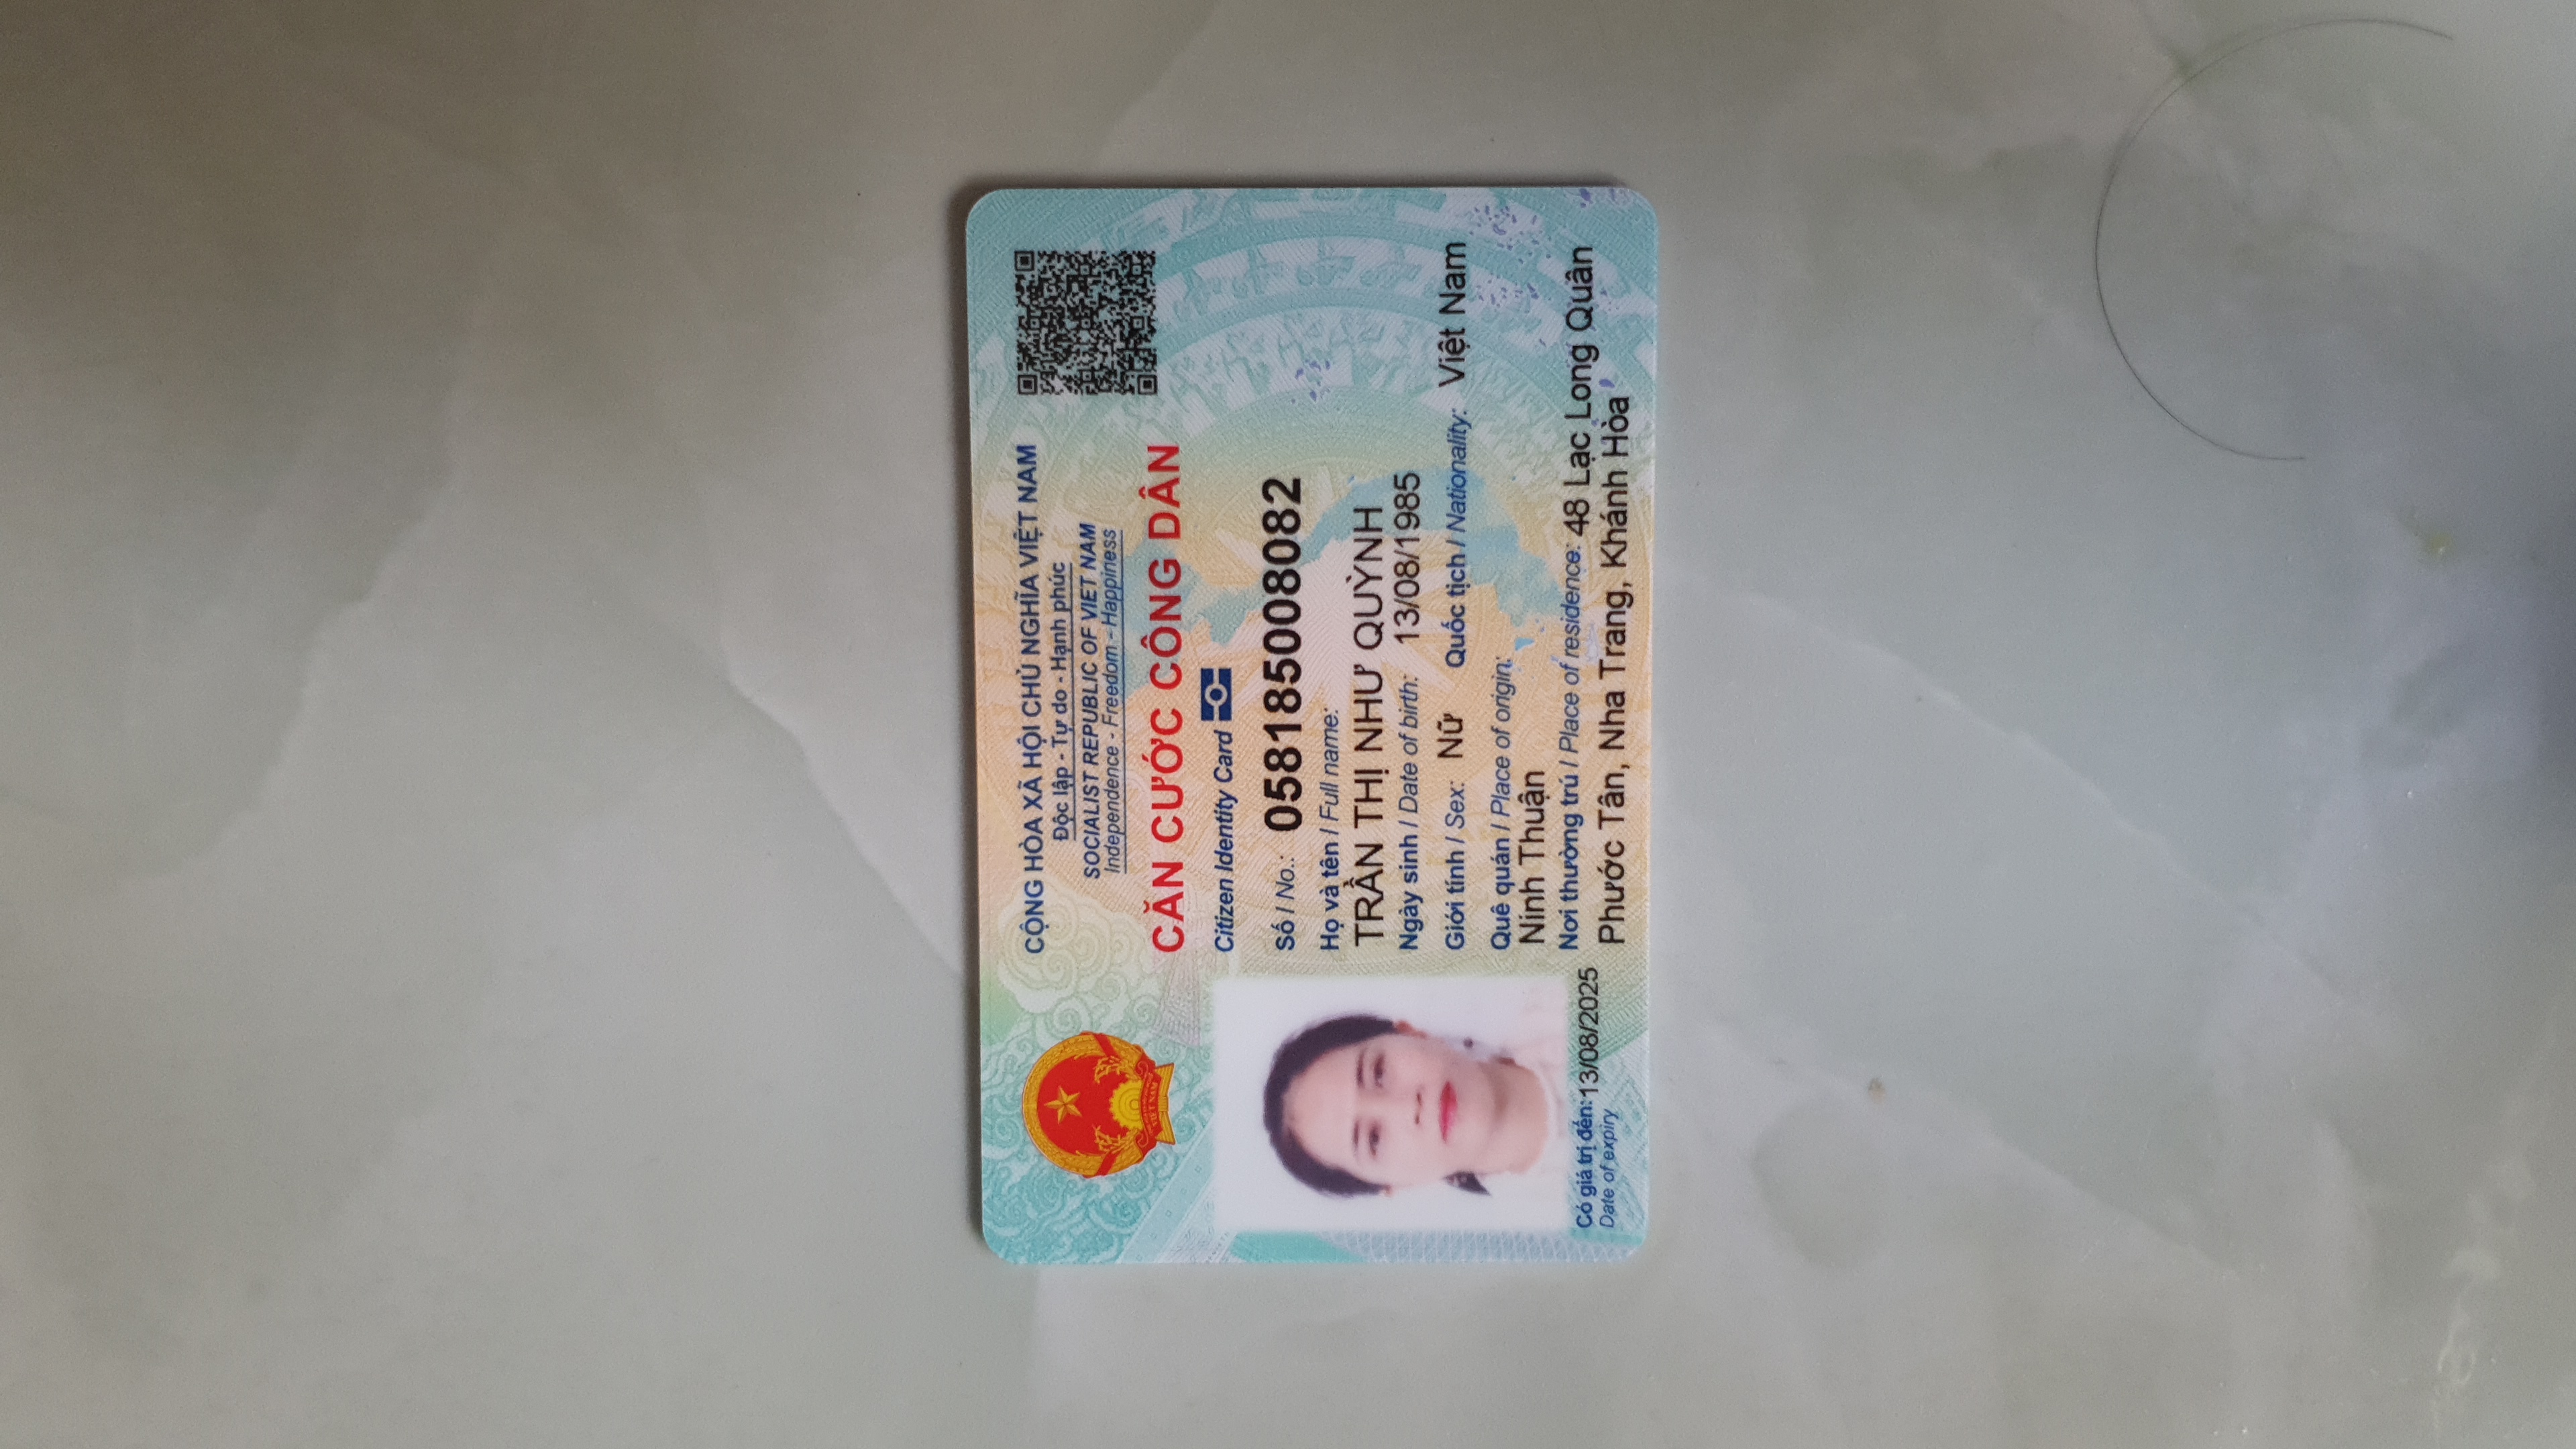 CỘNG HÒA XÃ HỘI CHỦ NGHĨA VIỆT NAM
Độc lập - Tự do - Hạnh phúc
SOCIALIST REPUBLIC OF VIET NAM
Independence - Freedom - Happiness
CĂN CƯỚC CÔNG DÂN
Citizen Identity Card
VIỆT NAM
Số / No.: 058185008082
Họ và tên / Full name:
TRẦN THỊ NHƯ QUỲNH
Ngày sinh / Date of birth: 13/08/1985
Giới tính / Sex: Nữ Quốc tịch / Nationality: Việt Nam
Quê quán / Place of origin:
Ninh Thuận
Nơi thường trú / Place of residence: 48 Lạc Long Quân
Phước Tân, Nha Trang, Khánh Hòa
Có giá trị đến: 13/08/2025
Date of expiry